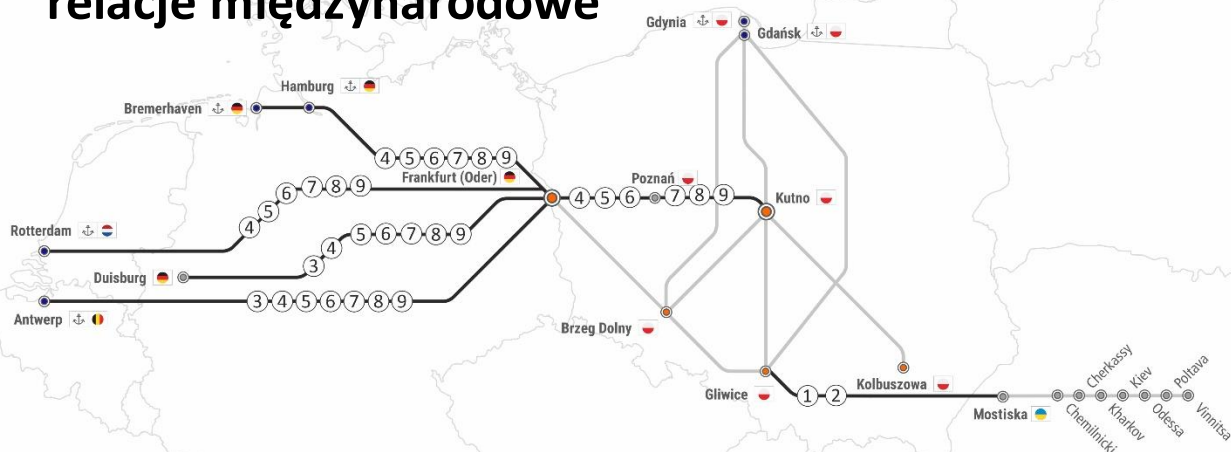 relacje międzynarodowe
Gdynia
Gdańsk
Hamburg
Bremerhaven
4 5 6 7 8 9
Frankfurt (Oder)
4 5 6 7 8 9
Poznań
4 5 6 7 8 9
Kutno
Rotterdam
3 4 5 6 7 8 9
Duisburg
3 4 5 6 7 8 9
Antwerp
Brzeg Dolny
Gliwice
1 2
Kolbuszowa
Mostiska
Chemilnicki
Cherkassy
Kharkov
Kiev
Odessa
Poltava
Vinnitsa